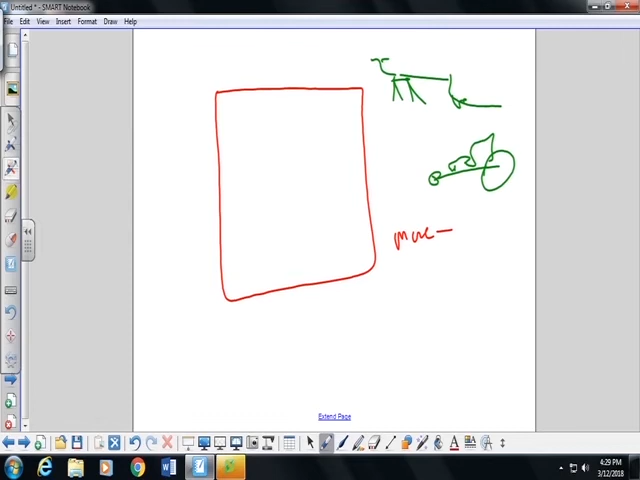 Untitled * - SMART Notebook
File Edit View Insert Format Draw Help
Extend Page
4:29 PM
3/12/2018